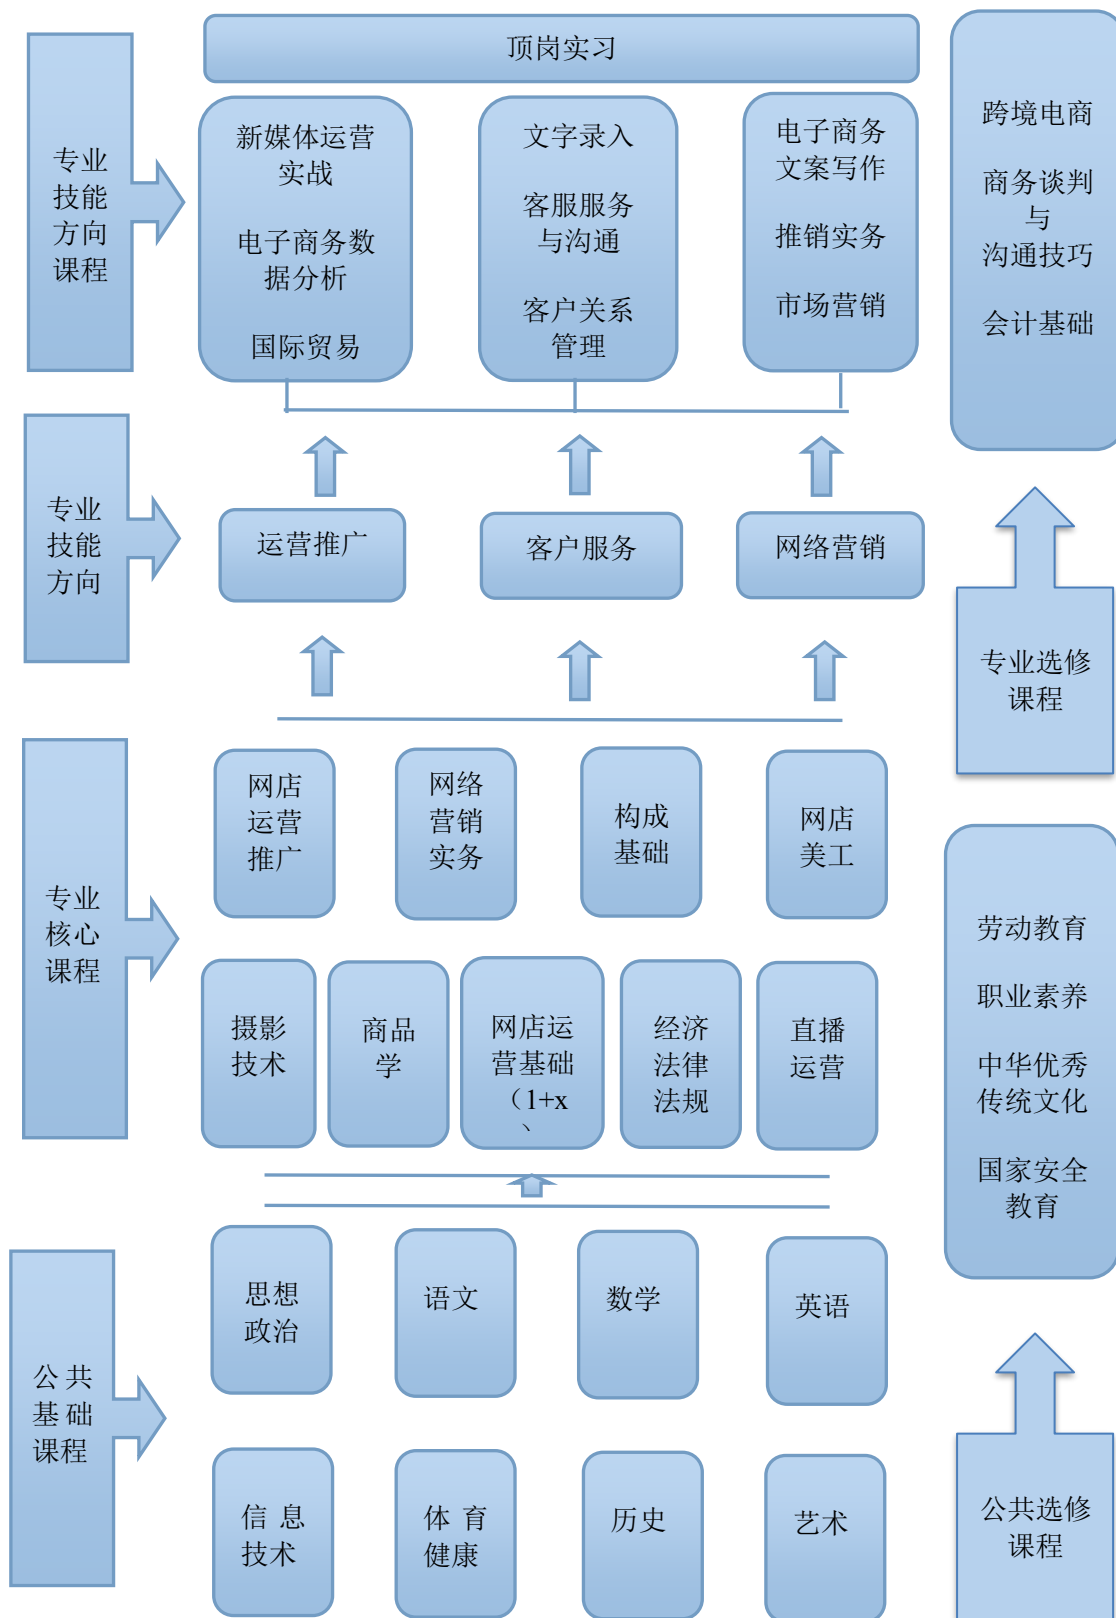 顶岗实习
专业
技能
方向
课程
新媒体运营
实战
电子商务数
据分析
国际贸易
文字录入
客服服务
与沟通
客户关系
管理
电子商务
文案写作
推销实务
市场营销
跨境电商
商务谈判
与
沟通技巧
会计基础
专业
技能
方向
运营推广
客户服务
网络营销
专业选修
课程
专业
核心
课程
网店
运营
推广
网络
营销
实务
构成
基础
网店
美工
摄影
技术
商品
学
网店运
营基础
（1+x
）
经济
法律
法规
直播
运营
劳动教育
职业素养
中华优秀
传统文化
国家安全
教育
公 共
基 础
课程
思想
政治
语文
数学
英语
信 息
技术
体 育
健康
历史
艺术
公共选修
课程